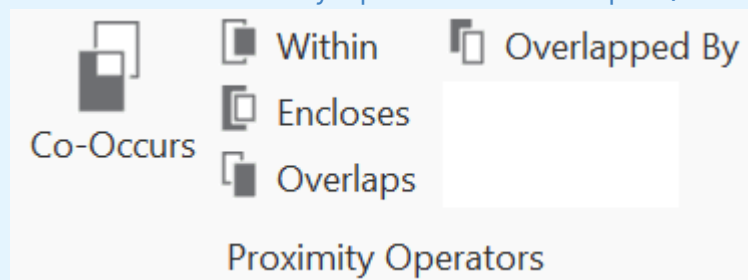 Within
Overlapped By
Encloses
Co-Occurs
Overlaps
Proximity Operators